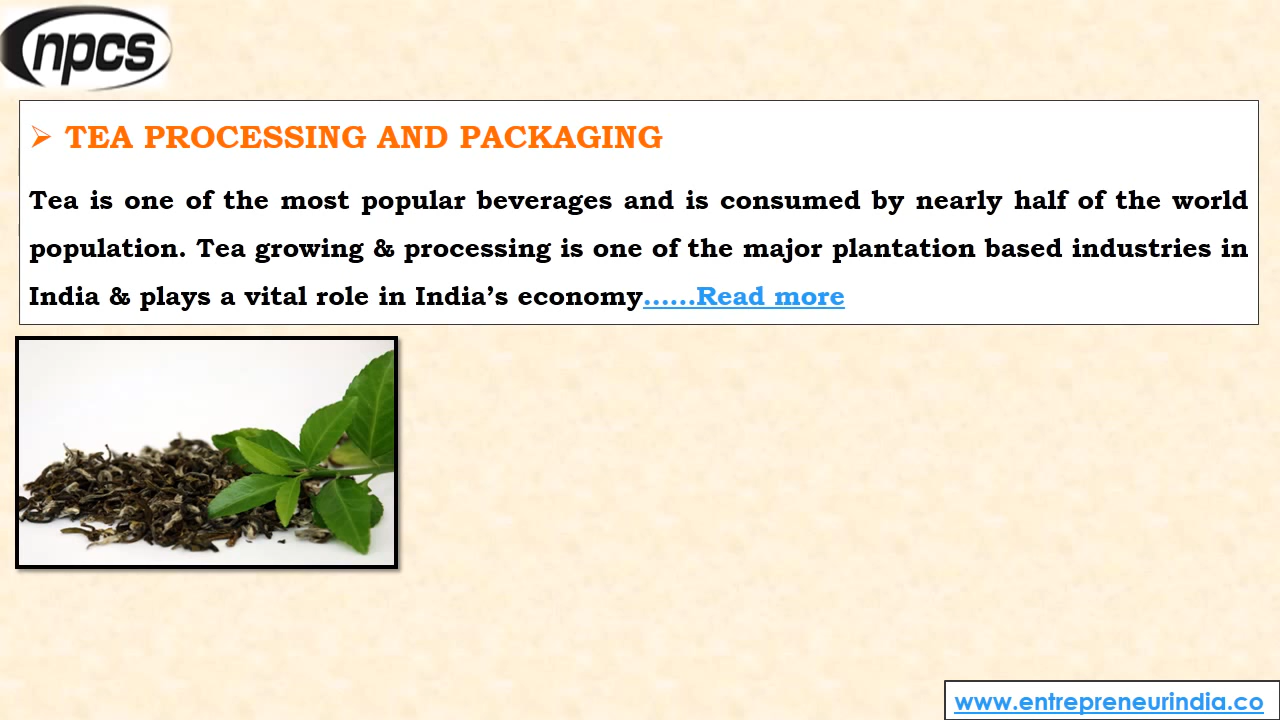 npcs
➢ TEA PROCESSING AND PACKAGING
Tea is one of the most popular beverages and is consumed by nearly half of the world
population. Tea growing & processing is one of the major plantation based industries in
India & plays a vital role in India’s economy......Read more
www.entrepreneurindia.co